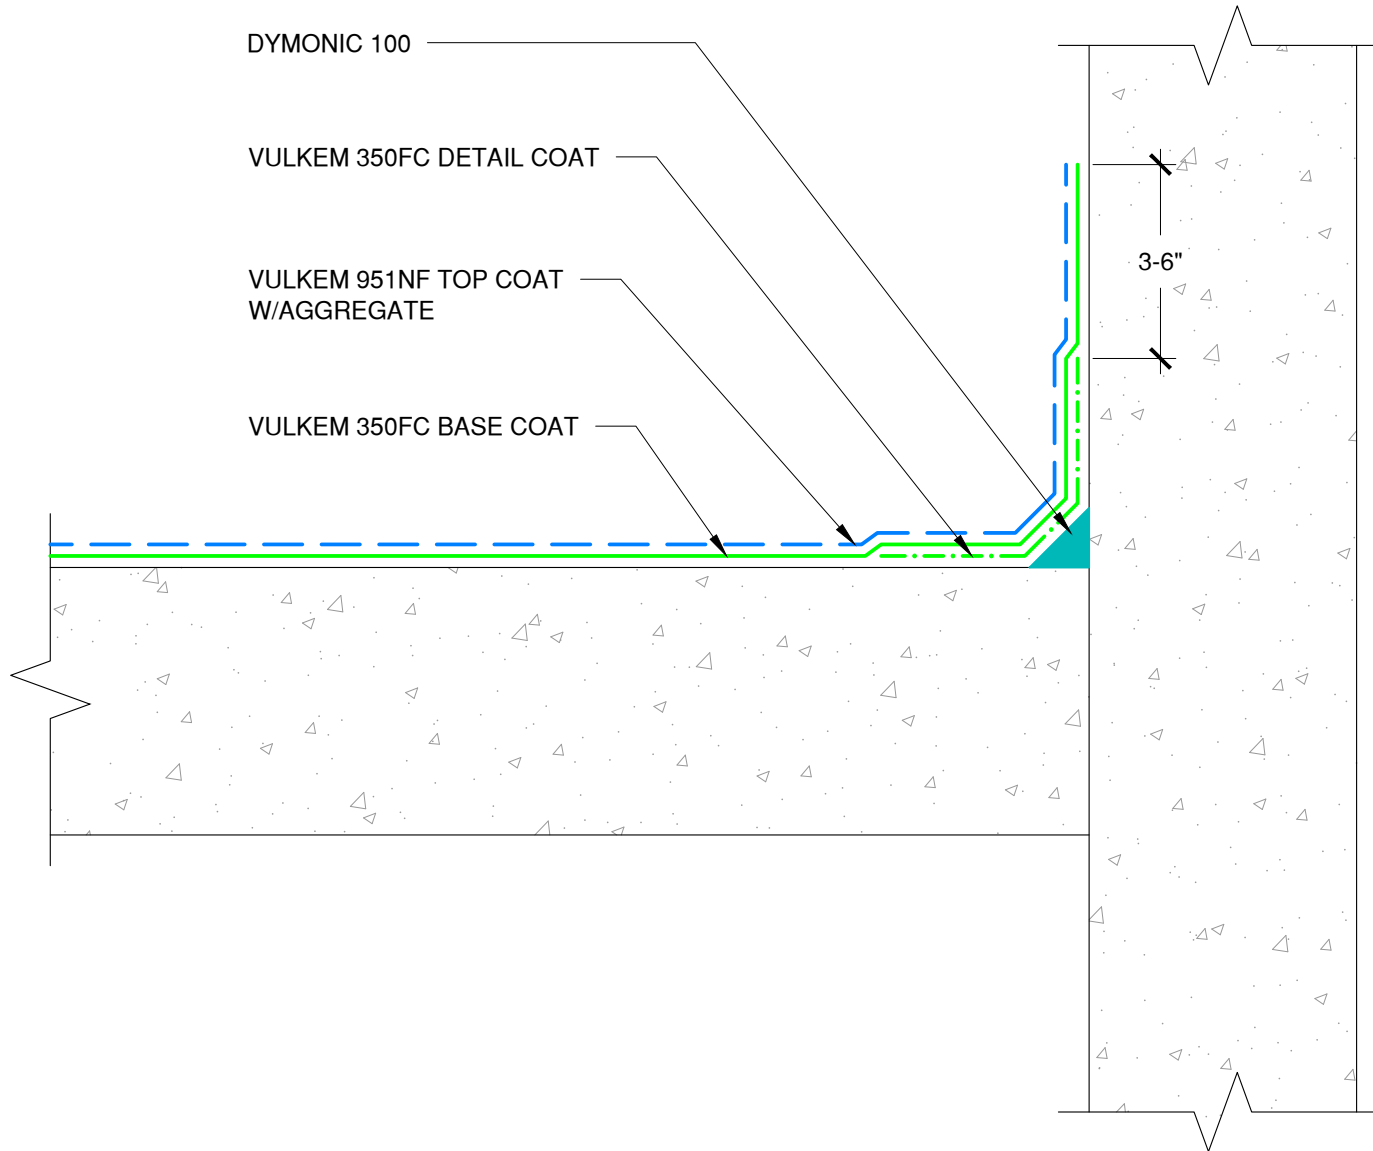 DYMONIC 100
VULKEM 350FC DETAIL COAT
VULKEM 951NF TOP COAT
W/AGGREGATE
3-6"
VULKEM 350FC BASE COAT